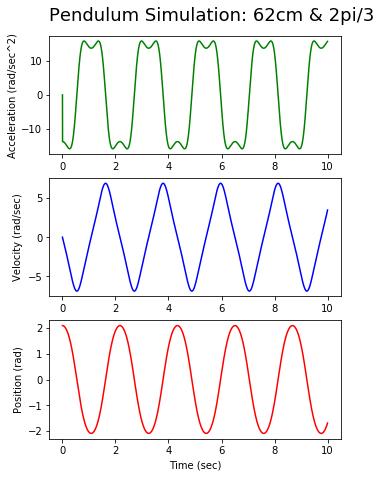 Pendulum Simulation: 62cm & 2pi/3
Acceleration (rad/sec^2)
10
0
−10
0 2 4 6 8 10
Velocity (rad/sec)
5
0
−5
0 2 4 6 8 10
Position (rad)
2
1
0
−1
−2
0 2 4 6 8 10
Time (sec)